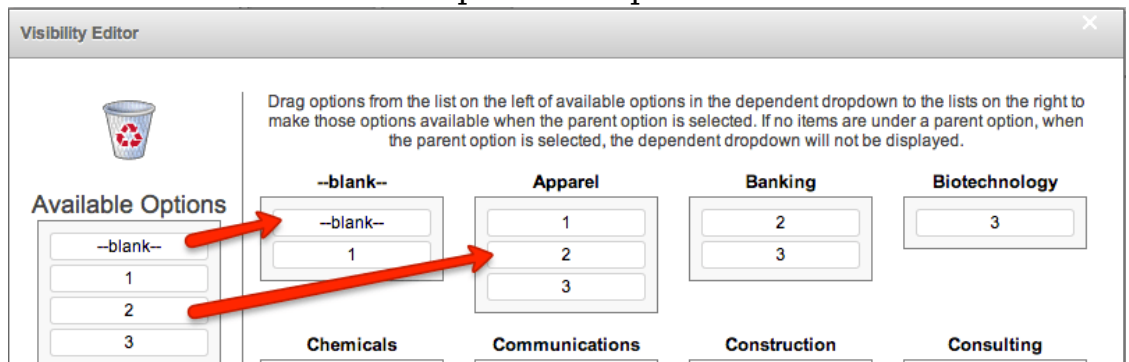 Visibility Editor
Drag options from the list on the left of available options in the dependent dropdown to the lists on the right to
make those options available when the parent option is selected. If no items are under a parent option, when
the parent option is selected, the dependent dropdown will not be displayed.
Available Options
--blank--
1
2
3
--blank--
--blank--
1
Apparel
1
2
3
Banking
2
3
Biotechnology
3
Chemicals
Communications
Construction
Consulting